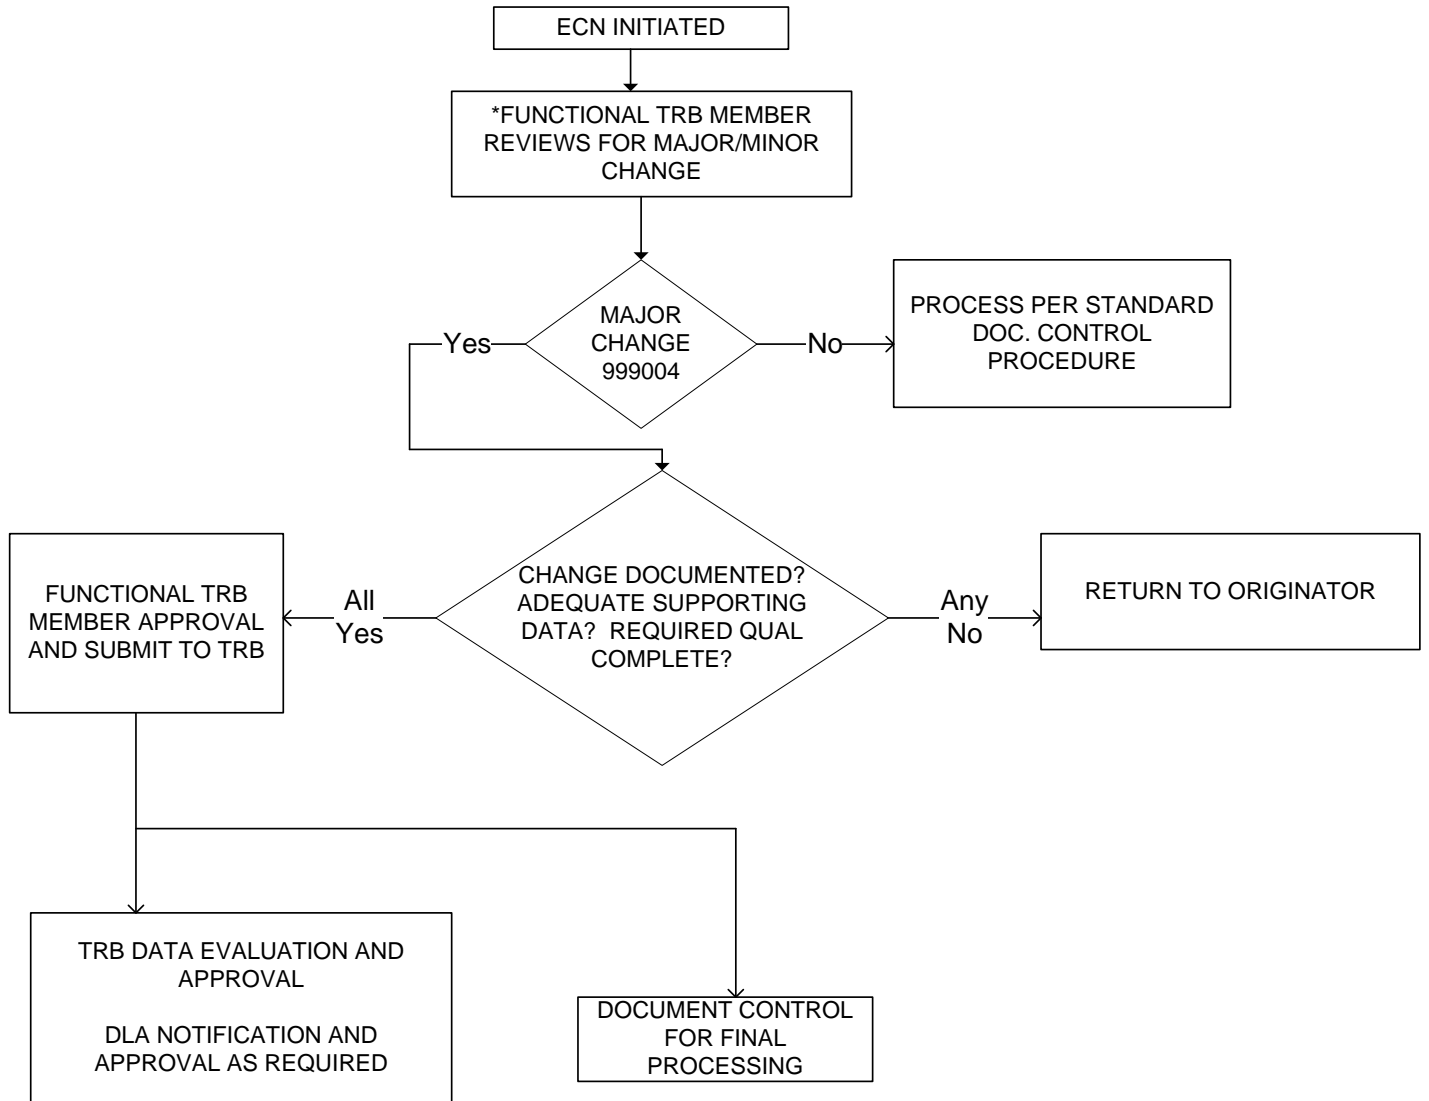 ECN INITIATED
*FUNCTIONAL TRB MEMBER
REVIEWS FOR MAJOR/MINOR
CHANGE
MAJOR
CHANGE
999004
Yes
No
PROCESS PER STANDARD
DOC. CONTROL
PROCEDURE
FUNCTIONAL TRB
MEMBER APPROVAL
AND SUBMIT TO TRB
All
Yes
CHANGE DOCUMENTED?
ADEQUATE SUPPORTING
DATA? REQUIRED QUAL
COMPLETE?
Any
No
RETURN TO ORIGINATOR
TRB DATA EVALUATION AND
APPROVAL
DLA NOTIFICATION AND
APPROVAL AS REQUIRED
DOCUMENT CONTROL
FOR FINAL
PROCESSING